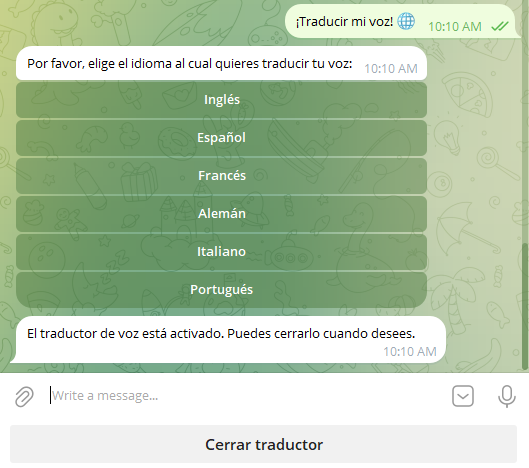 ¡Traducir mi voz! 🌐 10:10 AM
Por favor, elige el idioma al cual quieres traducir tu voz: 10:10 AM
Inglés
Español
Francés
Alemán
Italiano
Portugués
El traductor de voz está activado. Puedes cerrarlo cuando desees.
10:10 AM
Write a message...
Cerrar traductor